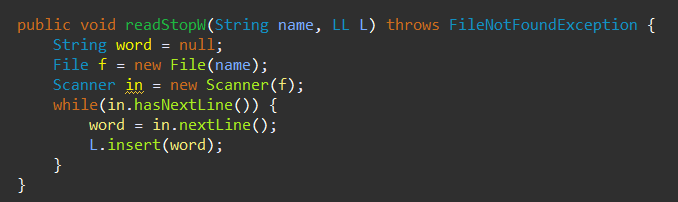 public void readStopW(String name, LL L) throws FileNotFoundException {
    String word = null;
    File f = new File(name);
    Scanner in = new Scanner(f);
    while(in.hasNextLine()) {
        word = in.nextLine();
        L.insert(word);
    }
}